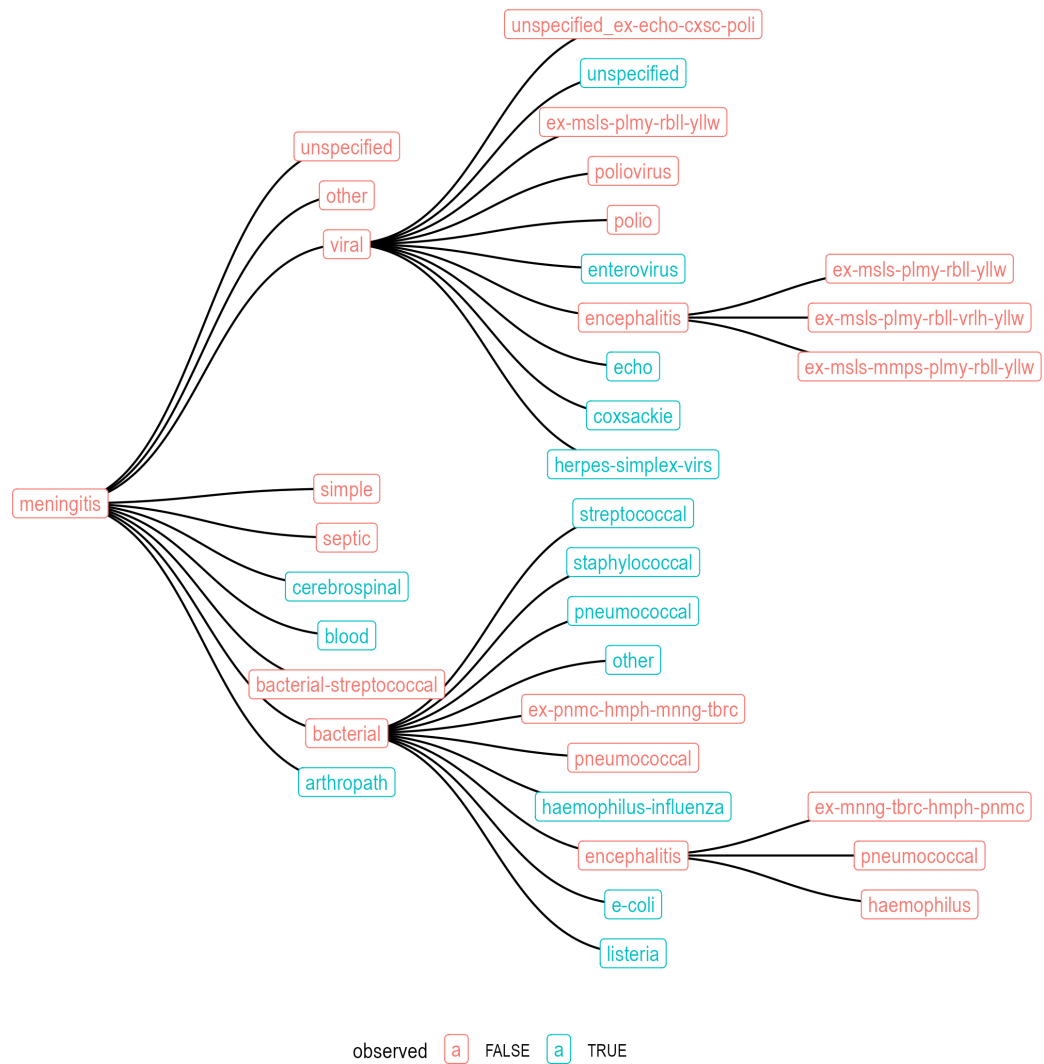 unspecified_ex-echo-cxsc-poli
unspecified
ex-msls-plmy-rbll-yllw
unspecified
poliovirus
other
polio
viral
enterovirus
ex-msls-plmy-rbll-yllw
encephalitis
ex-msls-plmy-rbll-vrlh-yllw
echo
ex-msls-mmps-plmy-rbll-yllw
coxsackie
herpes-simplex-virs
simple
meningitis
streptococcal
septic
staphylococcal
cerebrospinal
pneumococcal
blood
other
bacterial-streptococcal
ex-pnmc-hmph-mnng-tbrc
bacterial
pneumococcal
arthropath
haemophilus-influenza
ex-mnng-tbrc-hmph-pnmc
encephalitis
pneumococcal
e-coli
haemophilus
listeria
observed a FALSE a TRUE